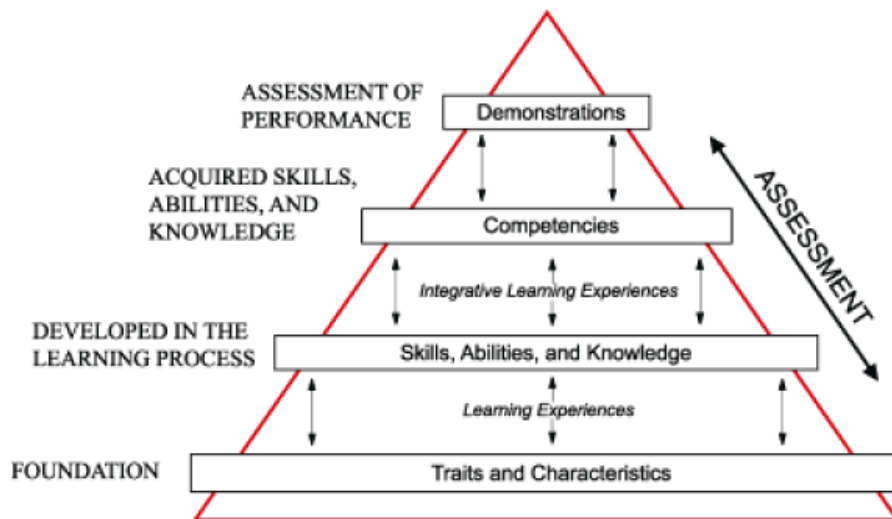 ASSESSMENT OF
PERFORMANCE
Demonstrations
ACQUIRED SKILLS,
ABILITIES, AND
KNOWLEDGE
Competencies
ASSESSMENT
Integrative Learning Experiences
DEVELOPED IN THE
LEARNING PROCESS
Skills, Abilities, and Knowledge
Learning Experiences
FOUNDATION
Traits and Characteristics